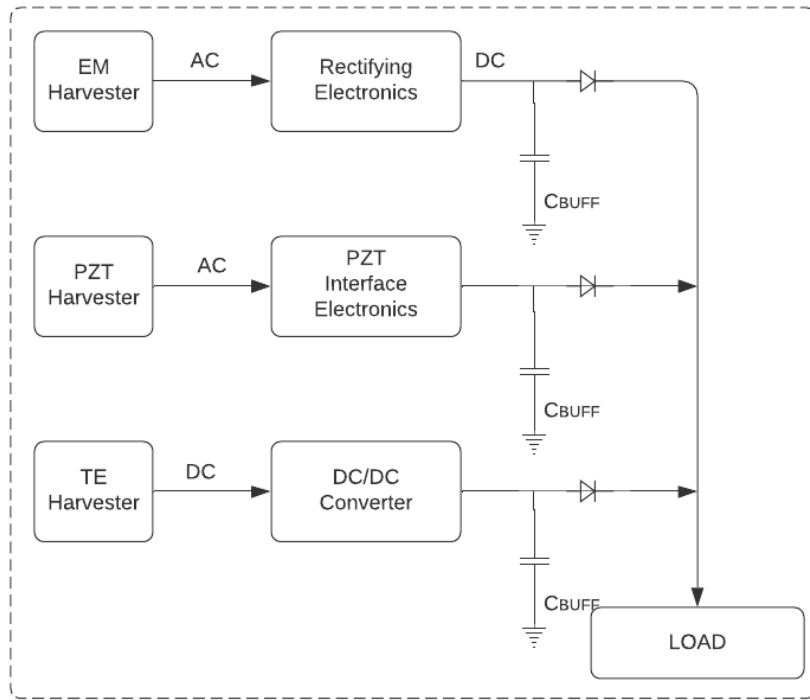 EM
Harvester
AC
Rectifying
Electronics
DC
CBUFF
PZT
Harvester
AC
PZT
Interface
Electronics
CBUFF
TE
Harvester
DC
DC/DC
Converter
CBUFF
LOAD